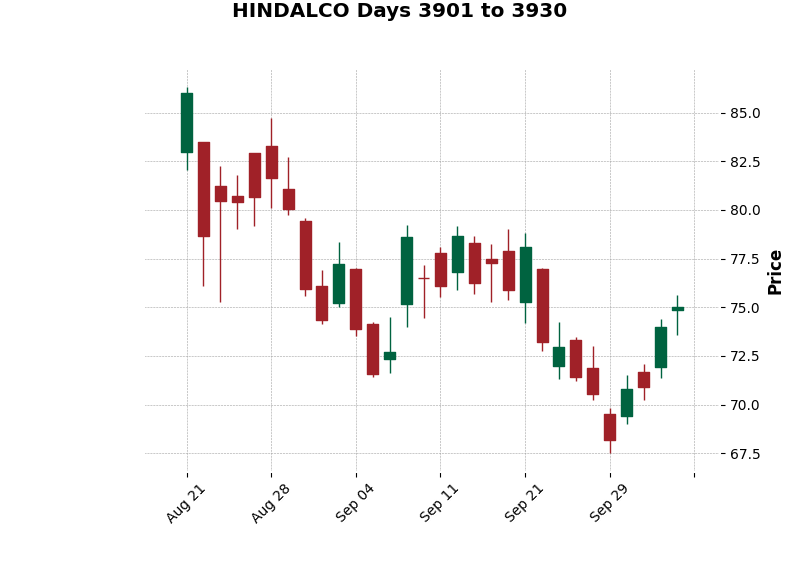 HINDALCO Days 3901 to 3930
85.0
82.5
80.0
77.5
75.0
72.5
70.0
67.5
Price
Aug 21
Aug 28
Sep 04
Sep 11
Sep 21
Sep 29